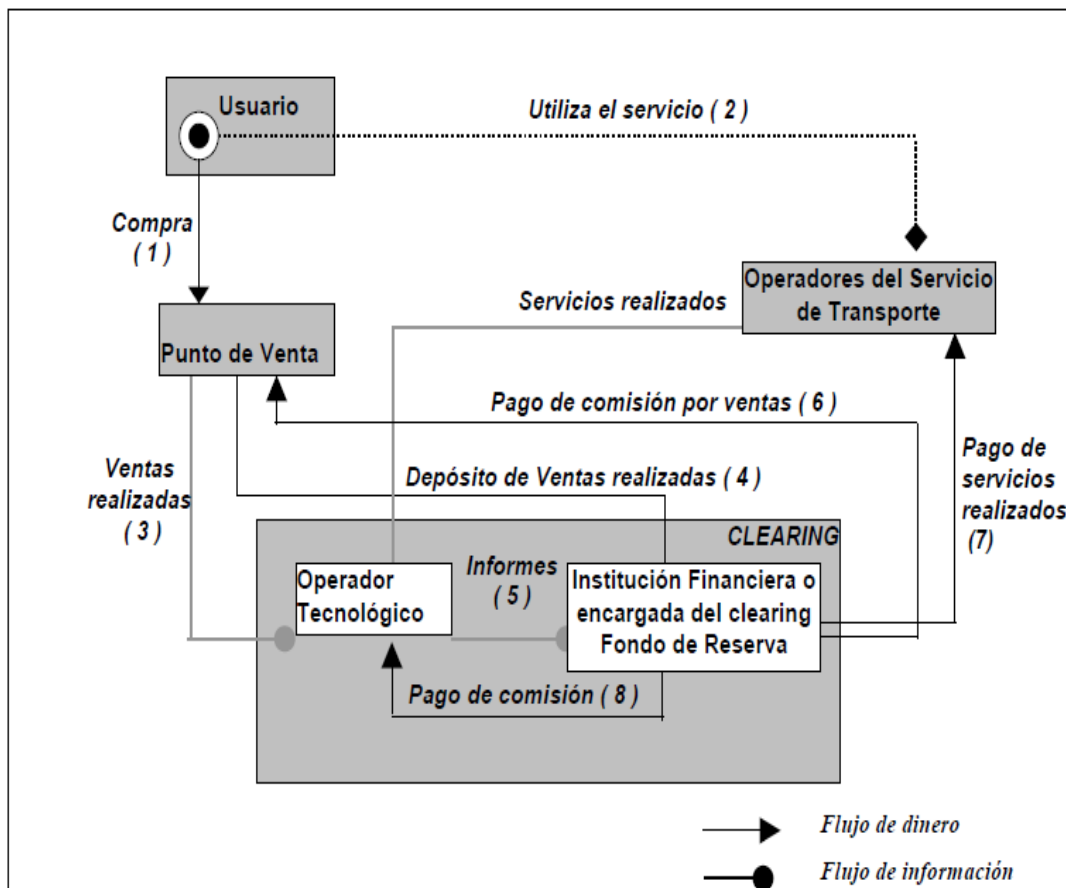 Usuario
Utiliza el servicio ( 2 )
Compra
( 1 )
Operadores del Servicio
de Transporte
Servicios realizados
Punto de Venta
Pago de comisión por ventas ( 6 )
Pago de
servicios
realizados
(7)
Ventas
realizadas
( 3 )
Depósito de Ventas realizadas ( 4 )
CLEARING
Informes
( 5 )
Operador
Tecnológico
Institución Financiera o
encargada del clearing
Fondo de Reserva
Pago de comisión ( 8 )
Flujo de dinero
Flujo de información